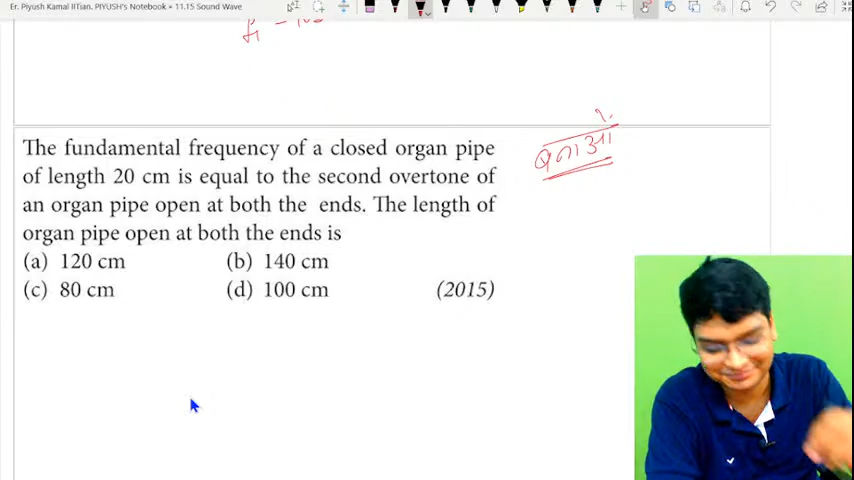 Er. Piyush Kamal IITian. PIYUSH's Notebook » 11.15 Sound Wave
The fundamental frequency of a closed organ pipe
of length 20 cm is equal to the second overtone of
an organ pipe open at both the ends. The length of
organ pipe open at both the ends is
(a) 120 cm (b) 140 cm
(c) 80 cm (d) 100 cm (2015)